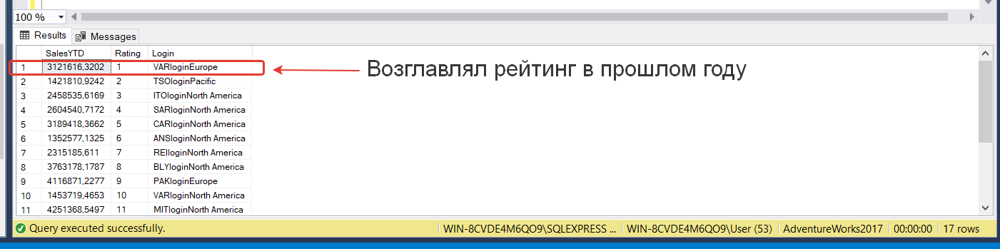 100 %
Results Messages
SalesYTD Rating Login
1 3121616,3202 1 VARloginEurope
Возглавлял рейтинг в прошлом году
2 1421810,9242 2 TSOloginPacific
3 2458535,6169 3 ITOloginNorth America
4 2604540,7172 4 SARloginNorth America
5 3189418,3662 5 CARloginNorth America
6 1352577,1325 6 ANSloginNorth America
7 2315185,611 7 REIloginNorth America
8 3763178,1787 8 BLYloginNorth America
9 4116871,2277 9 PAKloginEurope
10 1453719,4653 10 VARloginNorth America
11 4251368,5497 11 MITloginNorth America
Query executed successfully. WIN-8CVDE4M6QO9\SQLEXPRESS ... WIN-8CVDE4M6QO9\User (53) AdventureWorks2017 00:00:00 17 rows